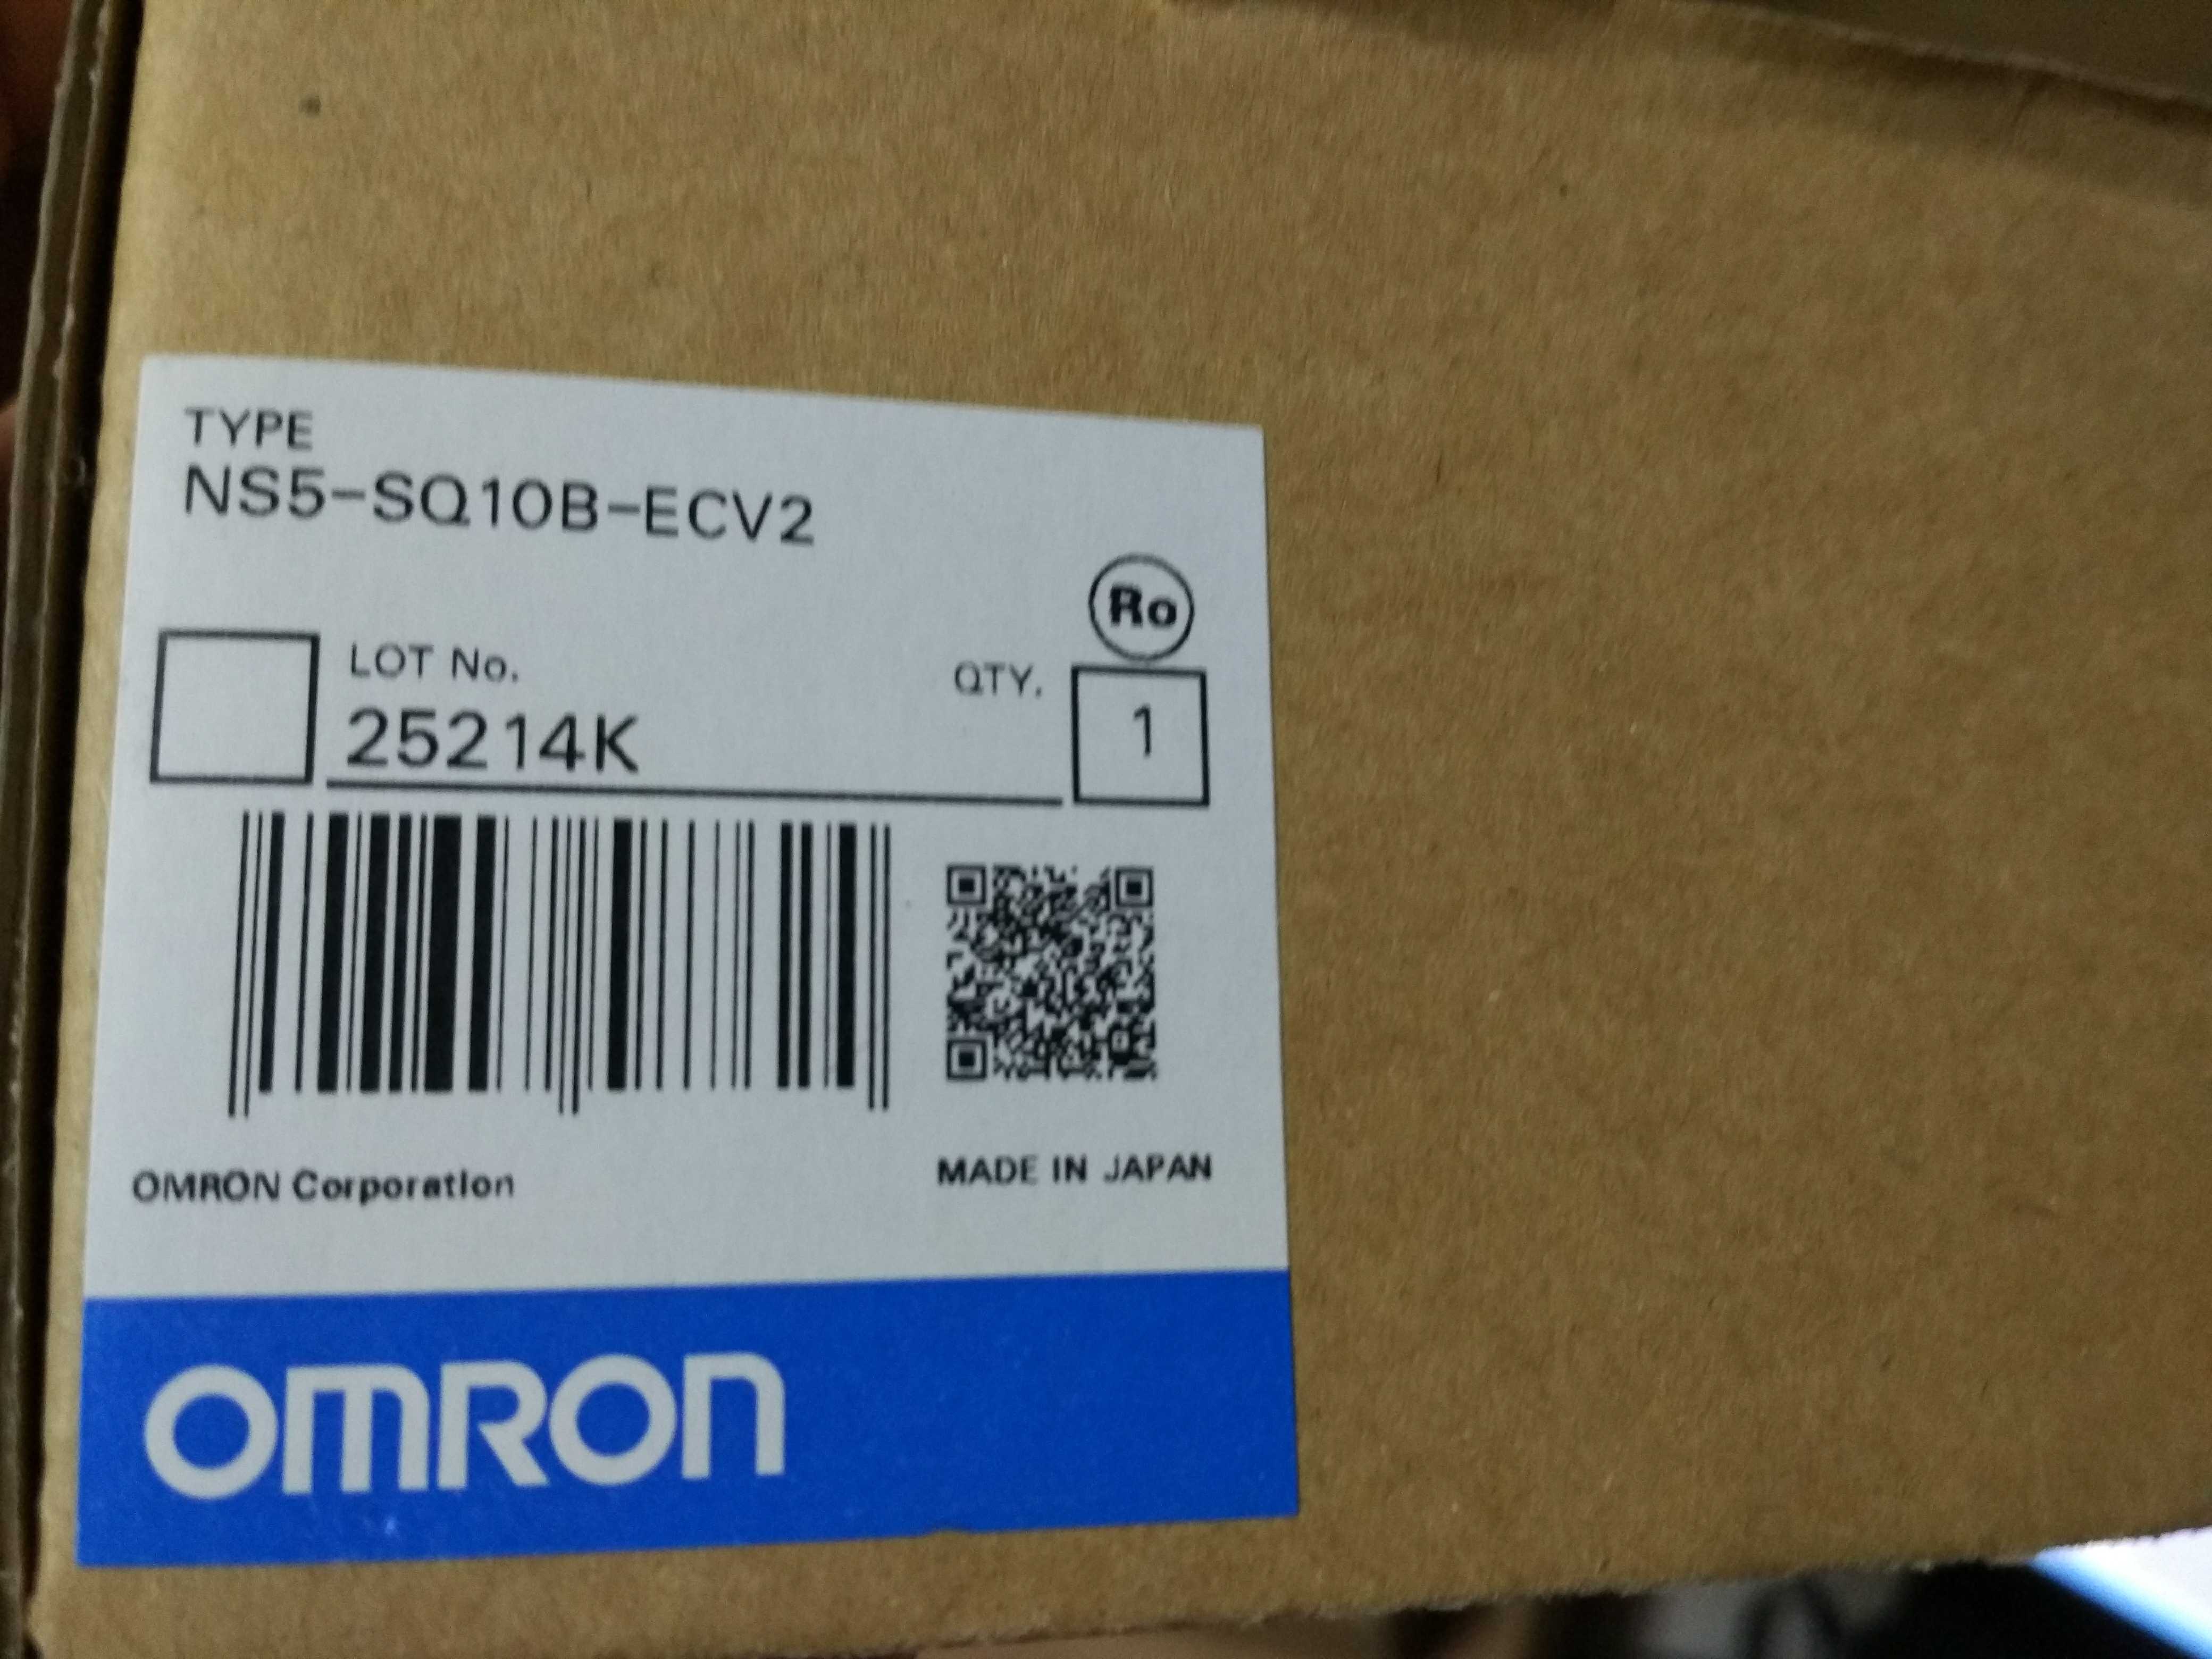 TYPE
NS5-SQ10B-ECV2
Ro
LOT No.
QTY.
25214K
1
OMRON Corporation
MADE IN JAPAN
OMRON